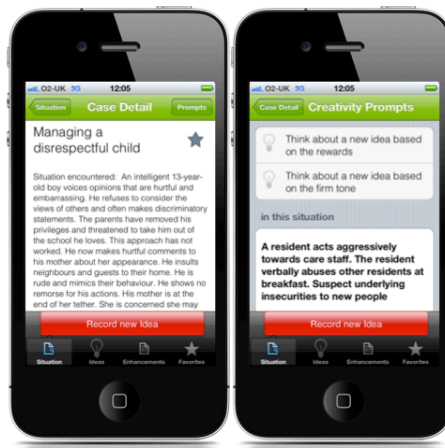 O2-UK 3G 12:05
Situation Case Detail Prompts
Managing a
disrespectful child
Situation encountered: An intelligent 13-year-
old boy voices opinions that are hurtful and
embarrassing. He refuses to consider the
views of others and often makes discriminatory
statements. The parents have removed his
privileges and threatened to take him out of
the school he loves. This approach has not
worked. He now makes hurtful comments to
his mother about her appearance. He insults
neighbours and guests to their home. He is
rude and mimics their behaviour. He shows no
remorse for his actions. His mother is at the
end of her tether. She is concerned she may
Record new Idea
Situation Ideas Enhancements Favorites
O2-UK 3G 12:05
Case Detail Creativity Prompts
Think about a new idea based
on the rewards
Think about a new idea based
on the firm tone
in this situation
A resident acts aggressively
towards care staff. The resident
verbally abuses other residents at
breakfast. Suspect underlying
insecurities to new people
Record new Idea
Situation Ideas Enhancements Favorites